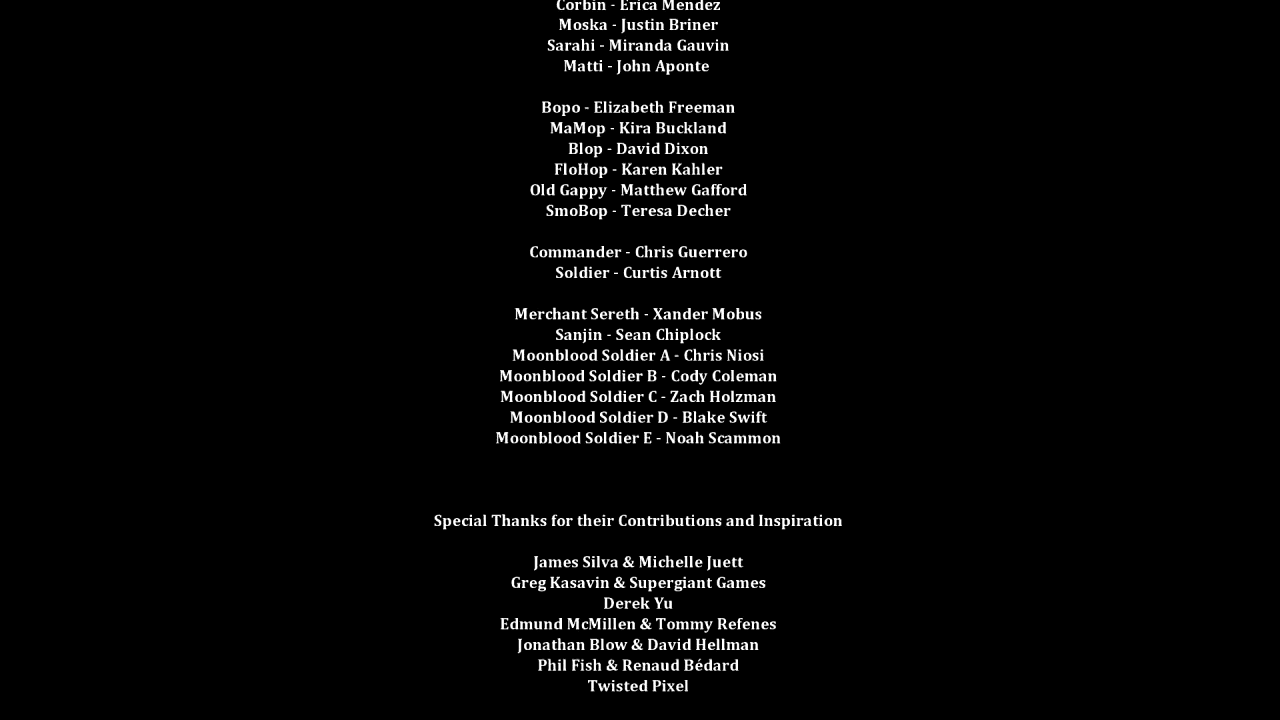 Corbin - Erica Mendez
Moska - Justin Briner
Sarahi - Miranda Gauvin
Matti - John Aponte
Bopo - Elizabeth Freeman
MaMop - Kira Buckland
Blop - David Dixon
FloHop - Karen Kahler
Old Gappy - Matthew Gafford
SmoBop - Teresa Decher
Commander - Chris Guerrero
Soldier - Curtis Arnott
Merchant Sereth - Xander Mobus
Sanjin - Sean Chiplock
Moonblood Soldier A - Chris Niosi
Moonblood Soldier B - Cody Coleman
Moonblood Soldier C - Zach Holzman
Moonblood Soldier D - Blake Swift
Moonblood Soldier E - Noah Scammon
Special Thanks for their Contributions and Inspiration
James Silva & Michelle Juett
Greg Kasavin & Supergiant Games
Derek Yu
Edmund McMillen & Tommy Refenes
Jonathan Blow & David Hellman
Phil Fish & Renaud Bédard
Twisted Pixel